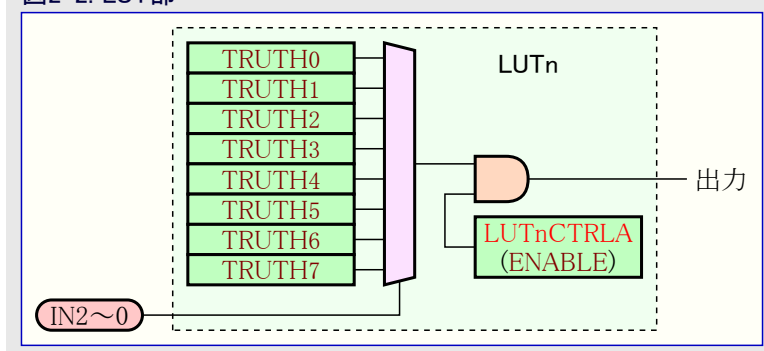 LUTn
TRUTH0
TRUTH1
TRUTH2
TRUTH3
TRUTH4
TRUTH5
TRUTH6
TRUTH7
出力
LUTnCTRLA
(ENABLE)
IN2～0